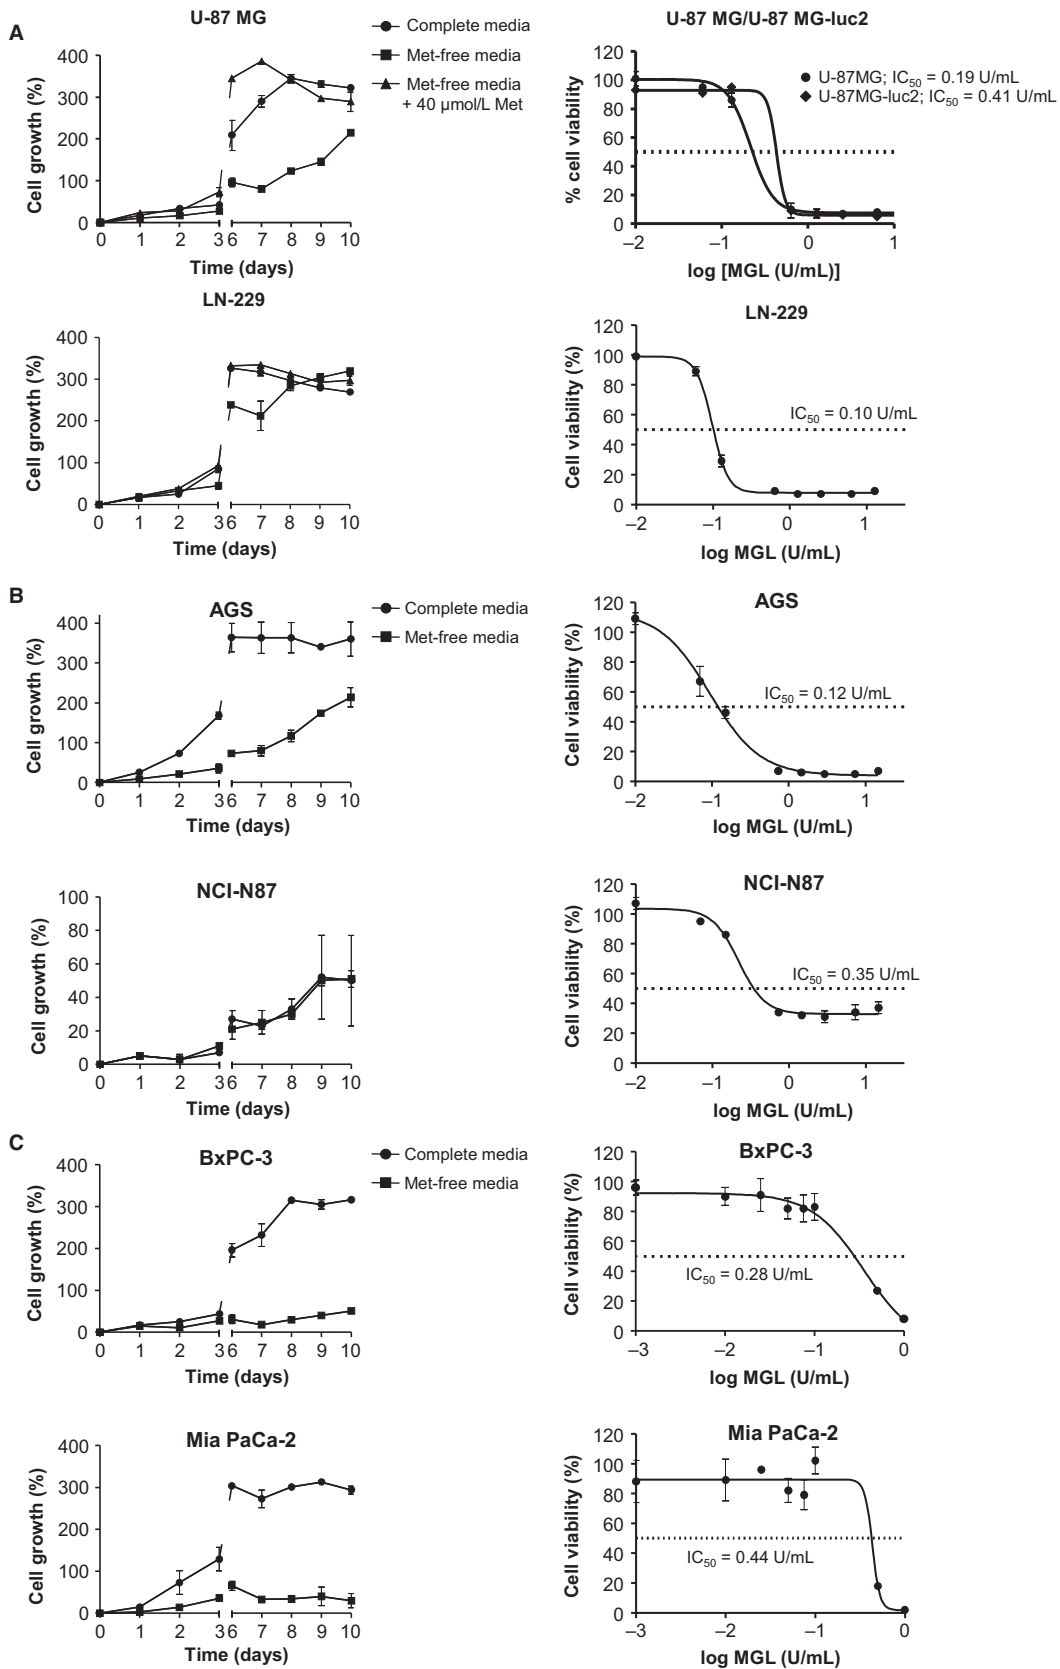 A
U-87 MG
Complete media
Met-free media
Met-free media
+ 40 µmol/L Met
Cell growth (%)
400
300
200
100
0
0 1 2 3 6 7 8 9 10
Time (days)
U-87 MG/U-87 MG-luc2
U-87MG; IC50 = 0.19 U/mL
U-87MG-luc2; IC50 = 0.41 U/mL
% cell viability
120
100
80
60
40
20
0
–2 –1 0 1
log [MGL (U/mL)]
LN-229
Cell growth (%)
400
300
200
100
0
0 1 2 3 6 7 8 9 10
Time (days)
LN-229
Cell viability (%)
120
100
80
60
40
20
0
IC50 = 0.10 U/mL
–2 –1 0 1
log MGL (U/mL)
B
AGS
Complete media
Met-free media
Cell growth (%)
400
300
200
100
0
0 1 2 3 6 7 8 9 10
Time (days)
AGS
Cell viability (%)
120
100
80
60
40
20
0
IC50 = 0.12 U/mL
–2 –1 0 1
log MGL (U/mL)
NCI-N87
Cell growth (%)
100
80
60
40
20
0
0 1 2 3 6 7 8 9 10
Time (days)
NCI-N87
Cell viability (%)
120
100
80
60
40
20
0
IC50 = 0.35 U/mL
–2 –1 0 1
log MGL (U/mL)
C
BxPC-3
Complete media
Met-free media
Cell growth (%)
400
300
200
100
0
0 1 2 3 6 7 8 9 10
Time (days)
BxPC-3
Cell viability (%)
120
100
80
60
40
20
0
IC50 = 0.28 U/mL
–3 –2 –1 0
log MGL (U/mL)
Mia PaCa-2
Cell growth (%)
400
300
200
100
0
0 1 2 3 6 7 8 9 10
Time (days)
Mia PaCa-2
Cell viability (%)
120
100
80
60
40
20
0
IC50 = 0.44 U/mL
–3 –2 –1 0
log MGL (U/mL)